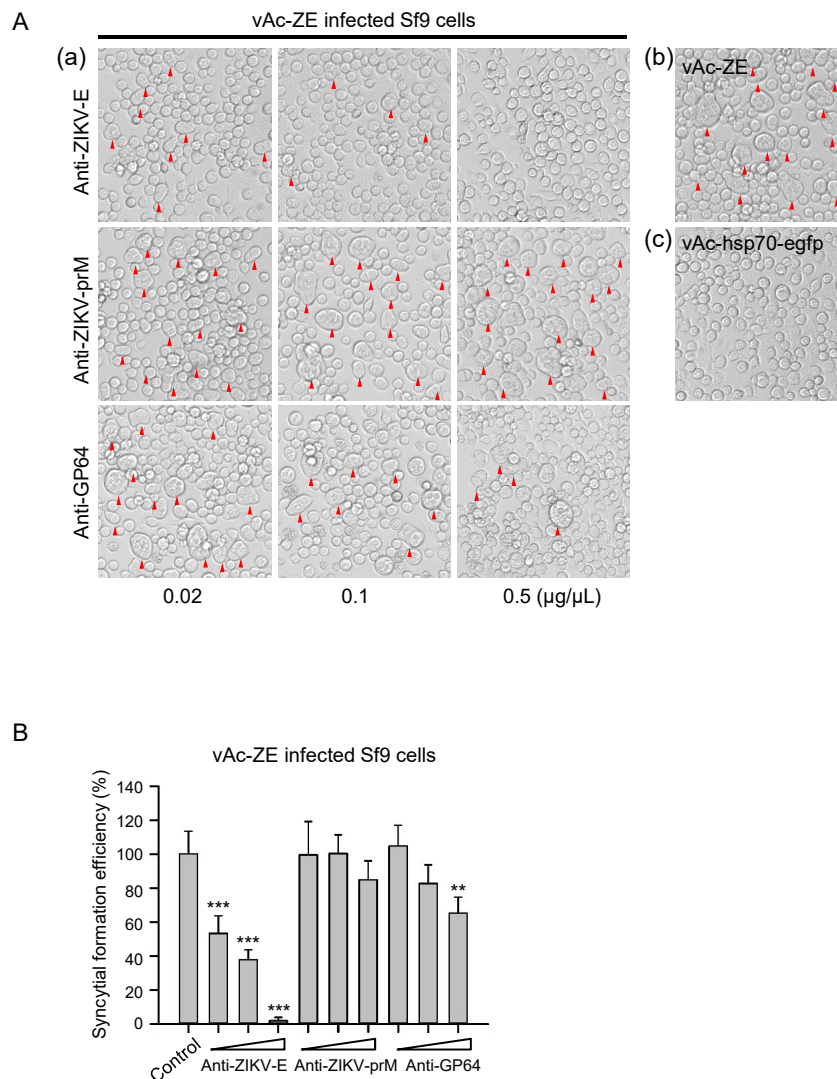 A
vAc-ZE infected Sf9 cells
(a)
Anti-ZIKV-E
Anti-ZIKV-prM
Anti-GP64
0.02 0.1 0.5 (µg/µL)
(b)
vAc-ZE
(c)
vAc-hsp70-egfp
B
vAc-ZE infected Sf9 cells
Syncytial formation efficiency (%)
140
120
100
80
60
40
20
0
***
***
***
**
Control
Anti-ZIKV-E Anti-ZIKV-prM Anti-GP64